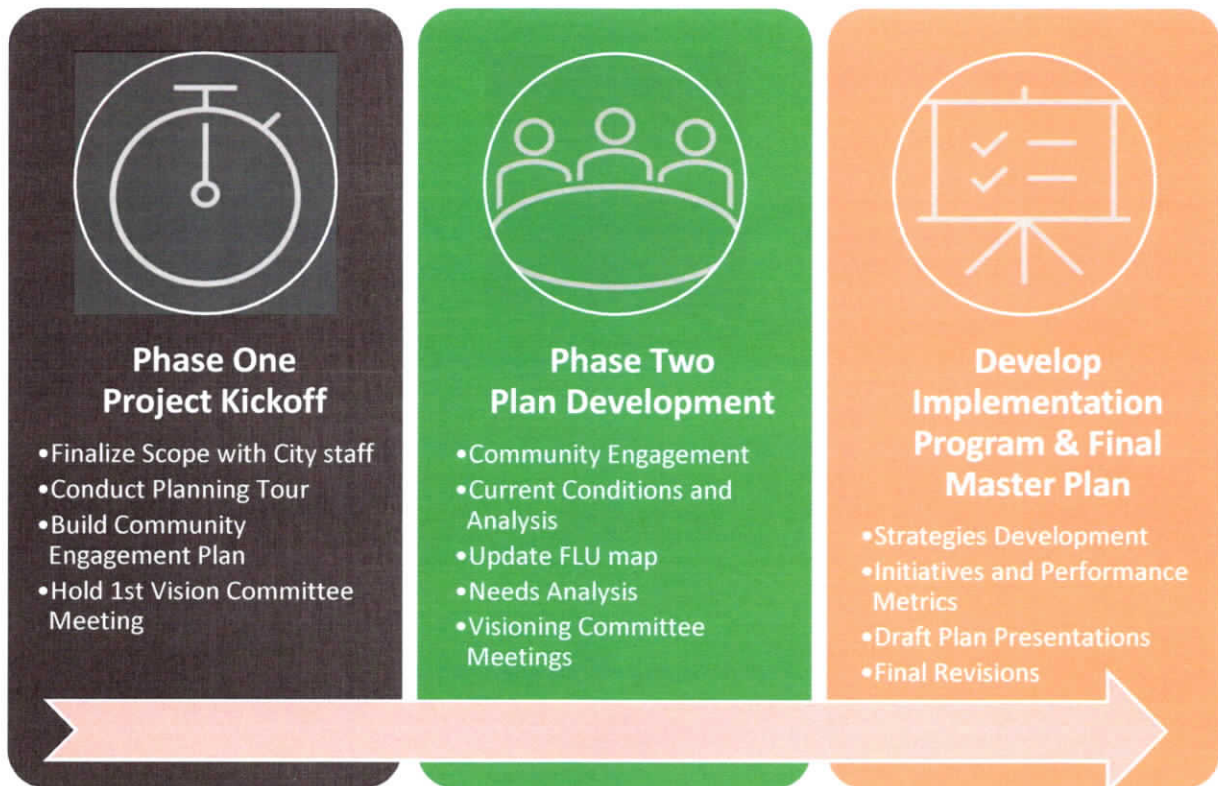 Phase One
Project Kickoff
•Finalize Scope with City staff
•Conduct Planning Tour
•Build Community
Engagement Plan
•Hold 1st Vision Committee
Meeting
Phase Two
Plan Development
•Community Engagement
•Current Conditions and
Analysis
•Update FLU map
•Needs Analysis
•Visioning Committee
Meetings
Develop
Implementation
Program & Final
Master Plan
•Strategies Development
•Initiatives and Performance
Metrics
•Draft Plan Presentations
•Final Revisions